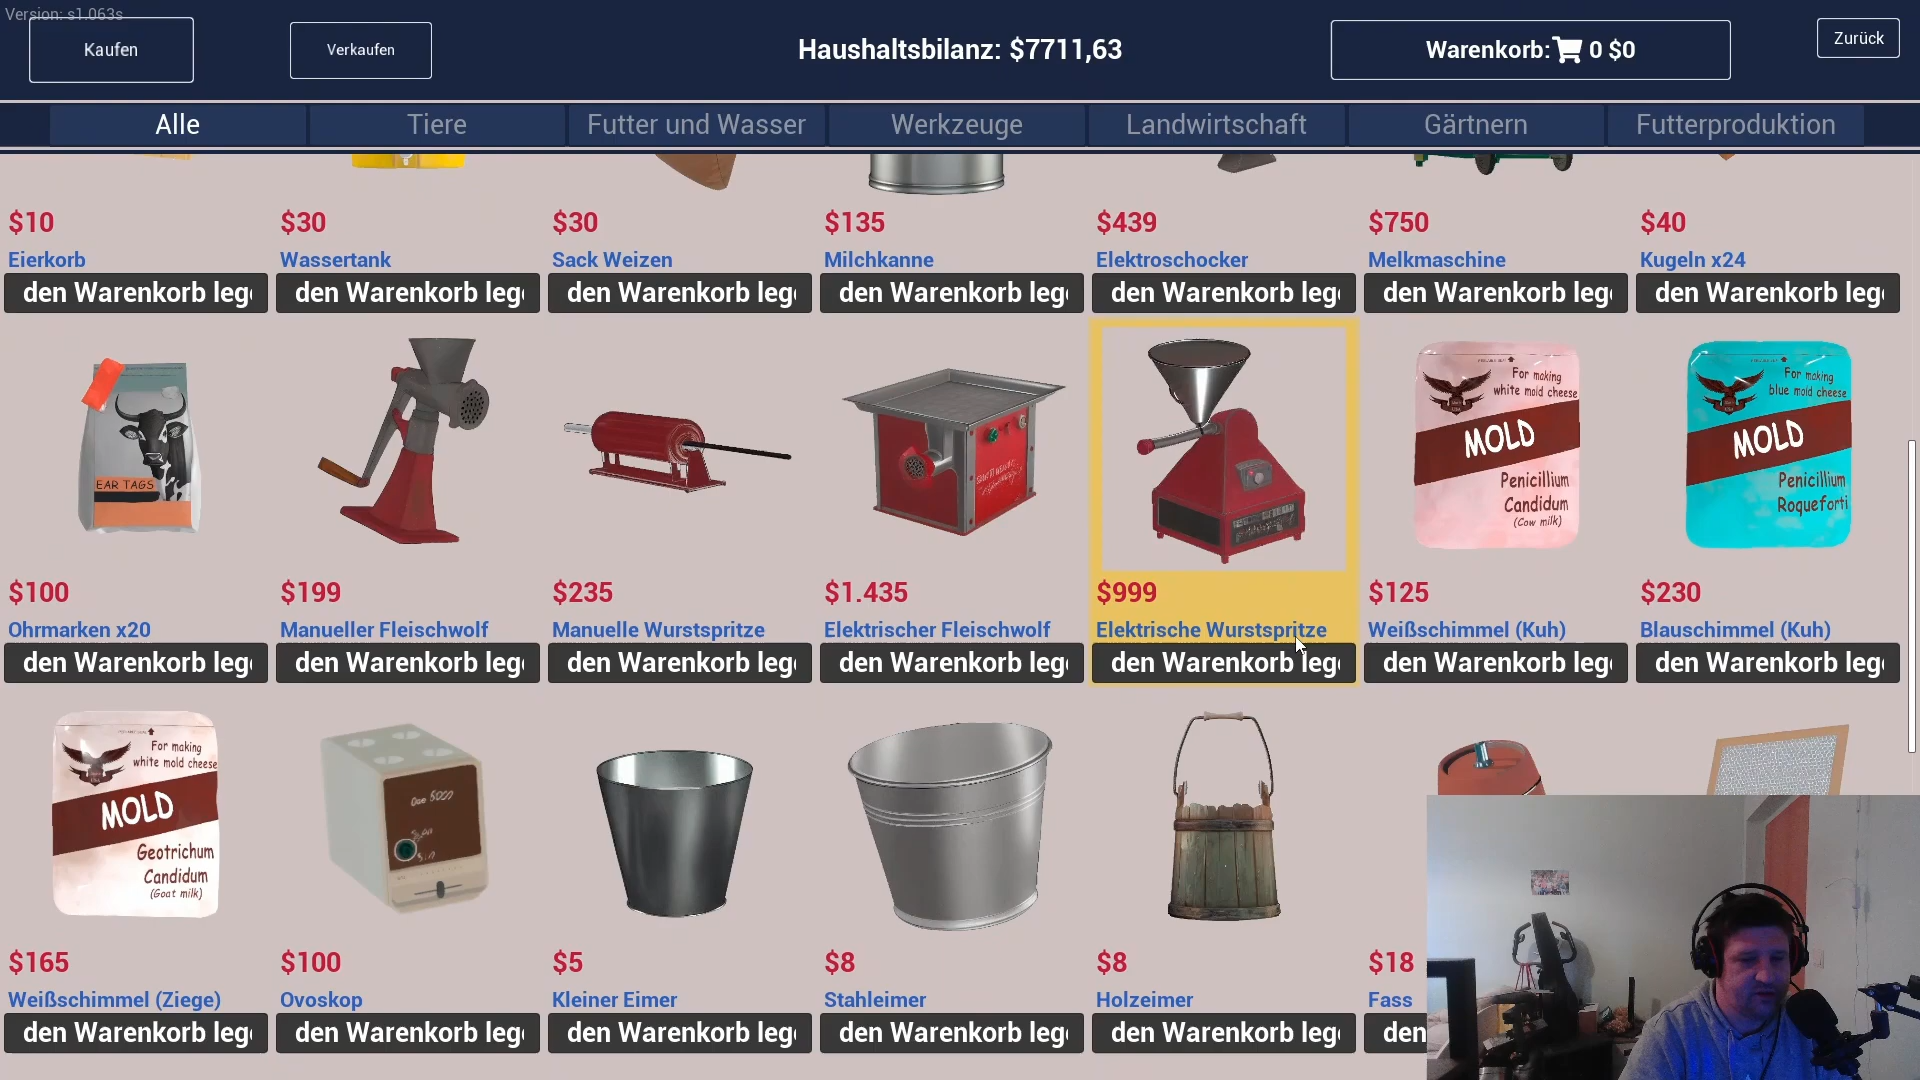 Version: s1.063s
Kaufen
Verkaufen
Haushaltsbilanz: $7711,63
Warenkorb: 0 $0
Zurück
Alle
Tiere
Futter und Wasser
Werkzeuge
Landwirtschaft
Gärtnern
Futterproduktion
$10
$30
$30
$135
$439
$750
$40
Eierkorb
Wassertank
Sack Weizen
Milchkanne
Elektroschocker
Melkmaschine
Kugeln x24
den Warenkorb leg
den Warenkorb leg
den Warenkorb leg
den Warenkorb leg
den Warenkorb leg
den Warenkorb leg
den Warenkorb leg
EAR TAGS
For making
white mold cheese
MOLD
Penicillium
Candidum
(Cow milk)
For making
blue mold cheese
MOLD
Penicillium
Roqueforti
$100
$199
$235
$1.435
$999
$125
$230
Ohrmarken x20
Manueller Fleischwolf
Manuelle Wurstspritze
Elektrischer Fleischwolf
Elektrische Wurstspritze
Weißschimmel (Kuh)
Blauschimmel (Kuh)
den Warenkorb leg
den Warenkorb leg
den Warenkorb leg
den Warenkorb leg
den Warenkorb leg
den Warenkorb leg
den Warenkorb leg
For making
white mold cheese
MOLD
Geotrichum
Candidum
(Goat milk)
$165
$100
$5
$8
$8
$18
Weißschimmel (Ziege)
Ovoskop
Kleiner Eimer
Stahleimer
Holzeimer
Fass
den Warenkorb leg
den Warenkorb leg
den Warenkorb leg
den Warenkorb leg
den Warenkorb leg
den